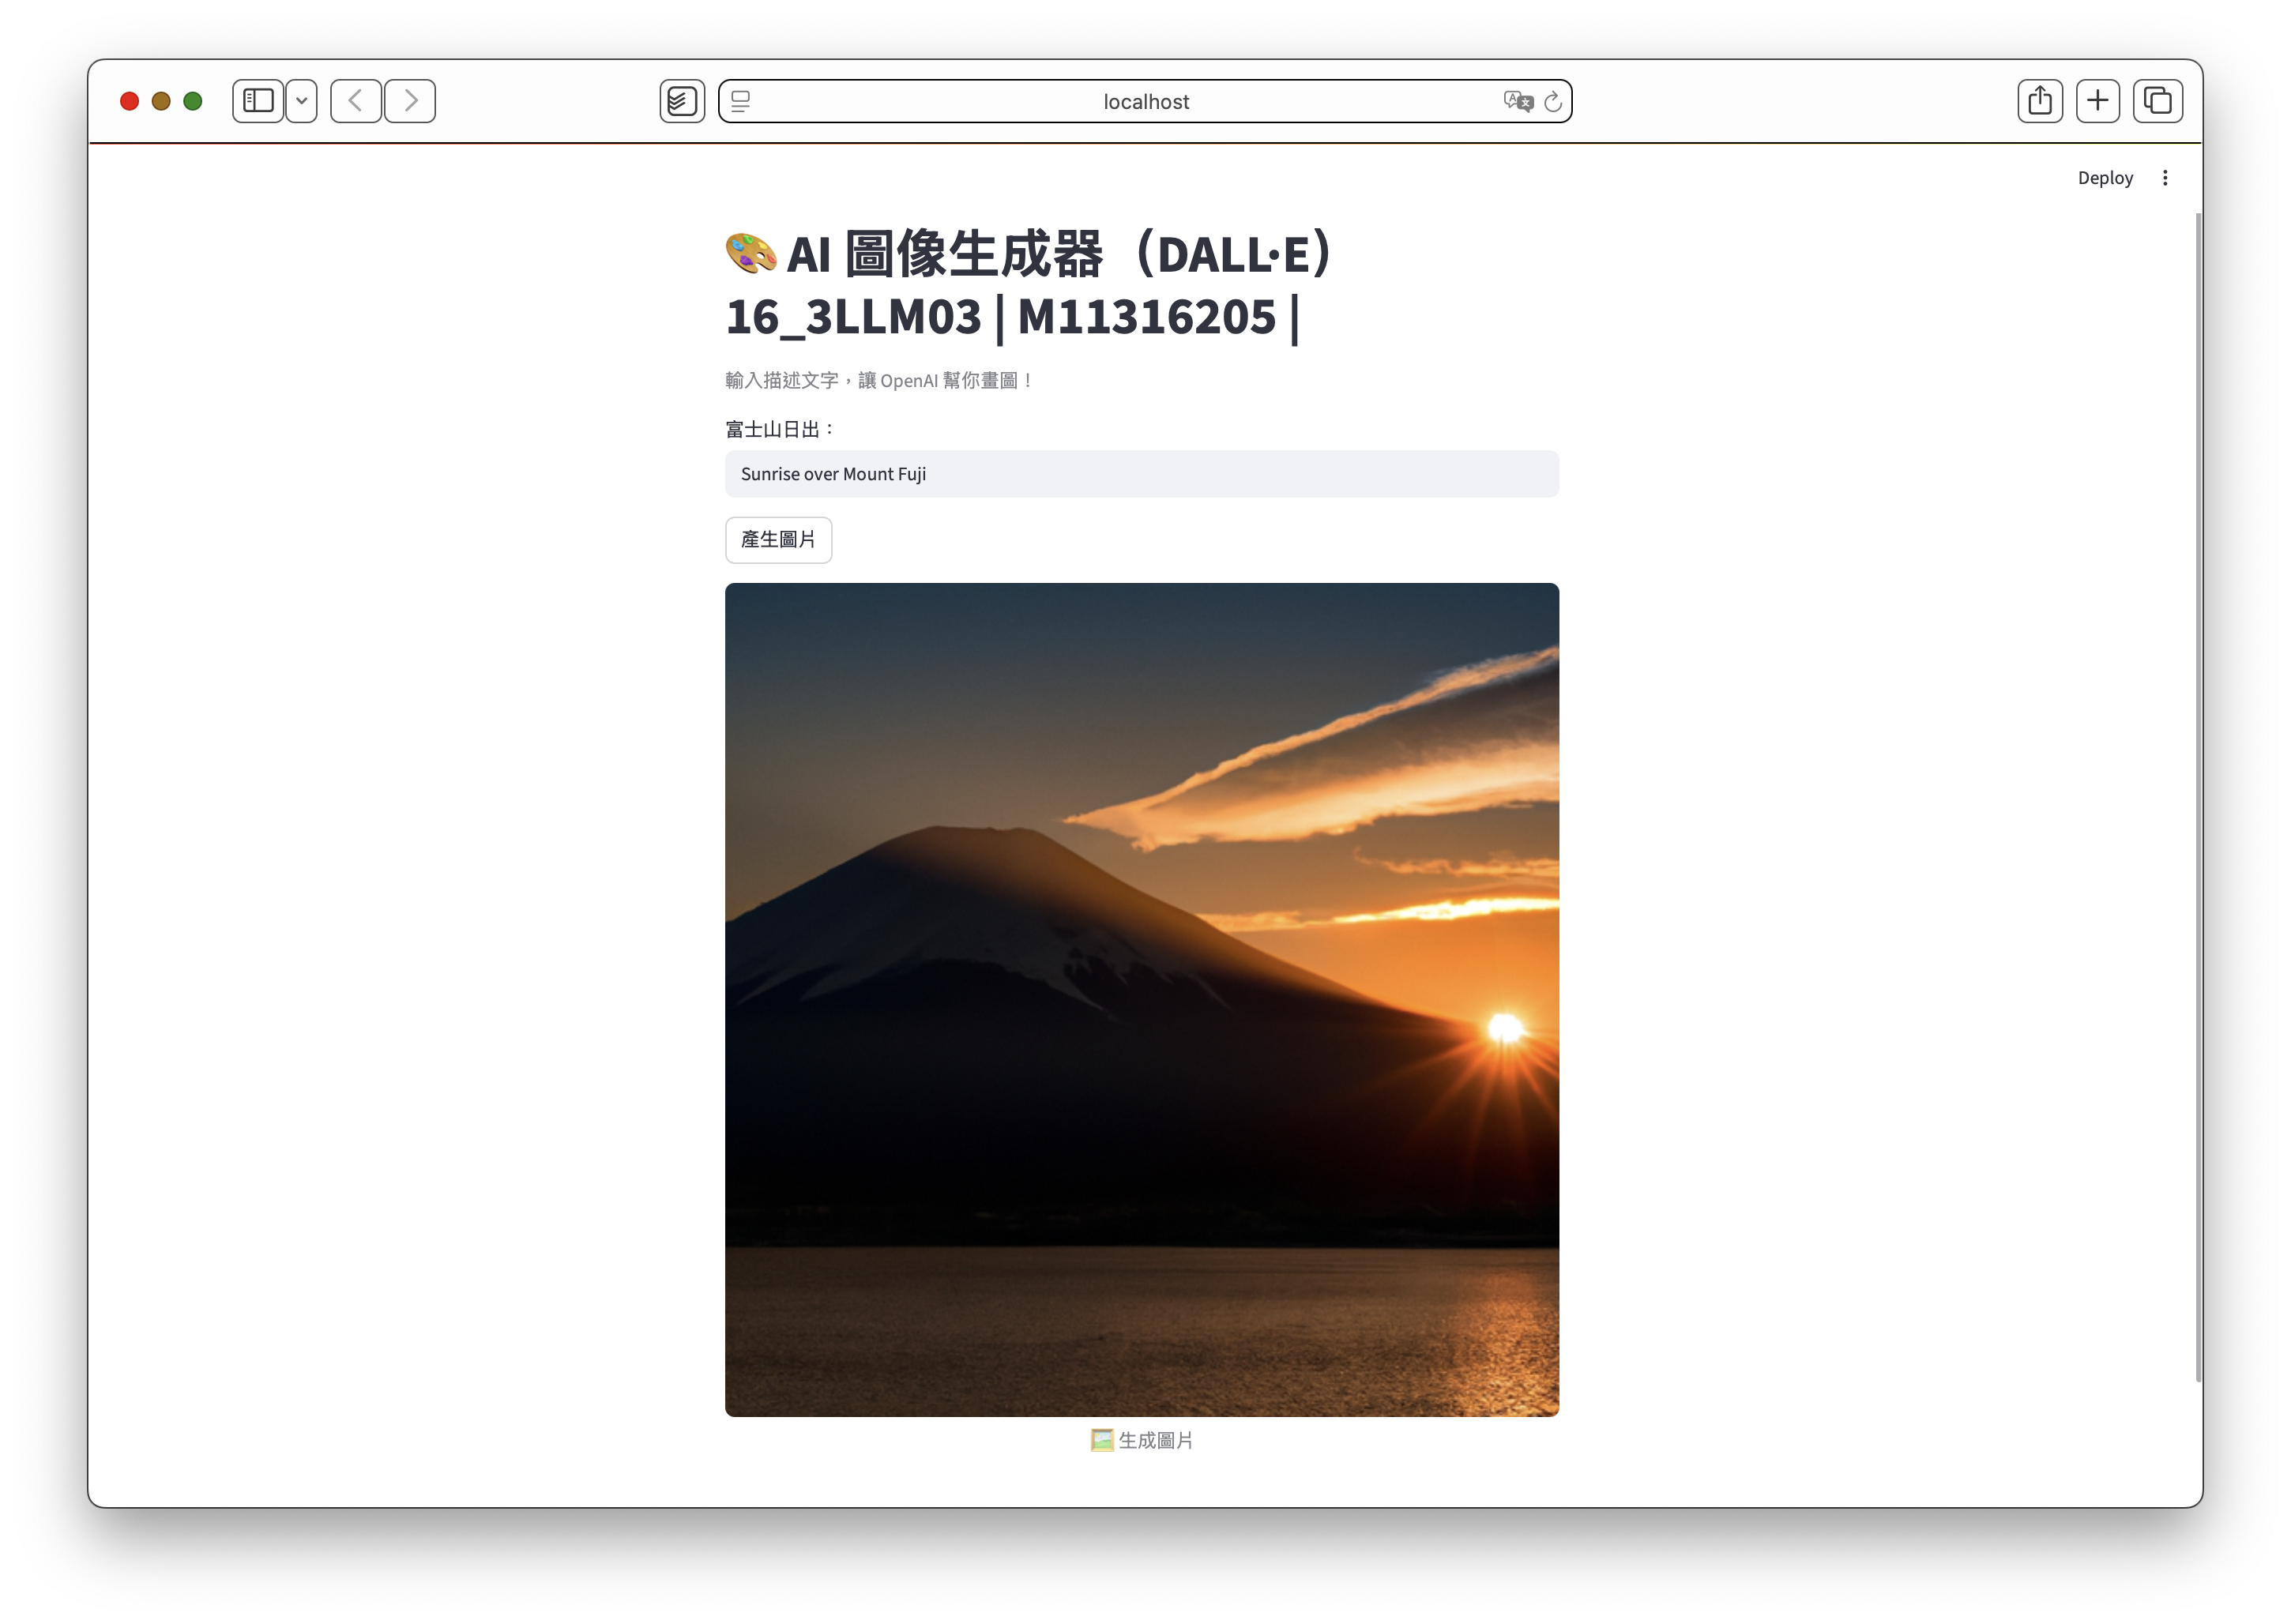 localhost
Deploy
🎨 AI 圖像生成器（DALL·E）
16_3LLM03 | M11316205 |
輸入描述文字，讓 OpenAI 幫你畫圖！
富士山日出：
Sunrise over Mount Fuji
產生圖片
🖼️ 生成圖片